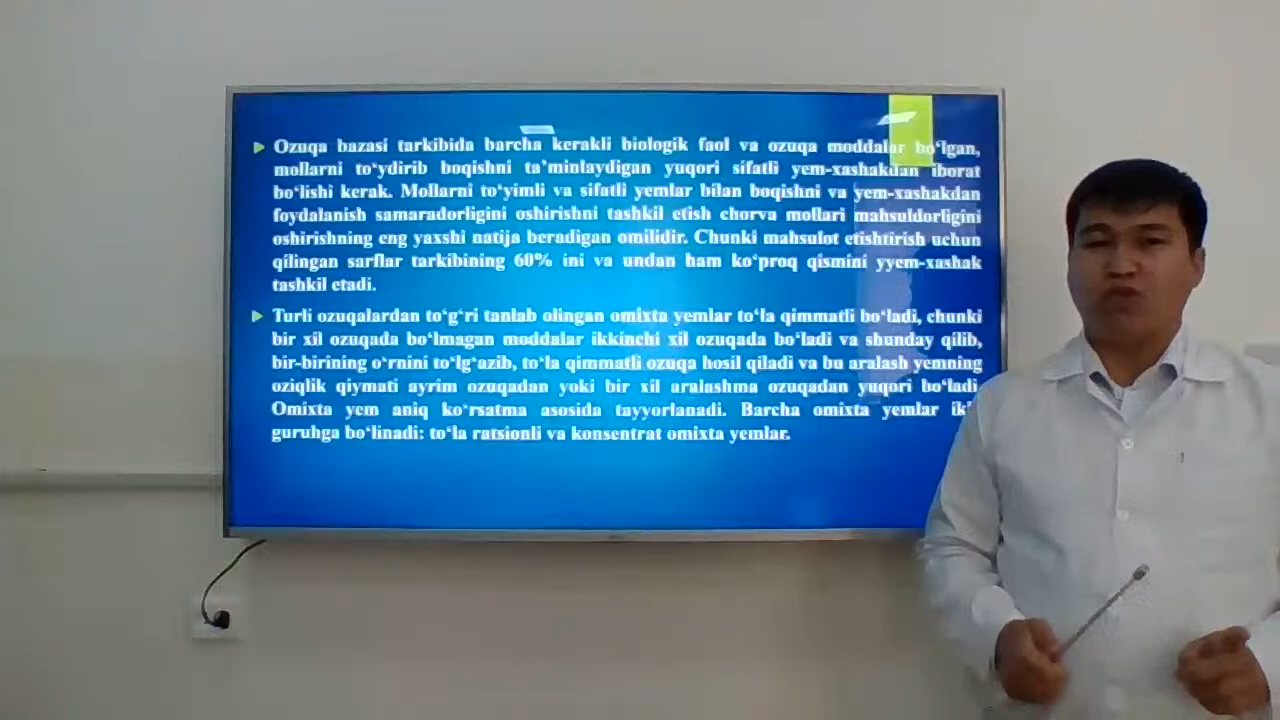 Ozuqa bazasi tarkibida barcha kerakli biologik faol va ozuqa moddalar bo‘lgan,
mollarni to‘ydirib boqishni ta’minlaydigan yuqori sifatli yem-xashakdan iborat
bo‘lishi kerak. Mollarni to‘yimli va sifatli yemlar bilan boqishni va yem-xashakdan
foydalanish samaradorligini oshirishni tashkil etish chorva mollari mahsuldorligini
oshirishning eng yaxshi natija beradigan omilidir. Chunki mahsulot etishtirish uchun
qilingan sarflar tarkibining 60% ini va undan ham ko‘proq qismini yyem-xashak
tashkil etadi.
Turli ozuqalardan to‘g‘ri tanlab olingan omixta yemlar to‘la qimmatli bo‘ladi, chunki
bir xil ozuqada bo‘lmagan moddalar ikkinchi xil ozuqada bo‘ladi va shunday qilib,
bir-birining o‘rnini to‘lg‘azib, to‘la qimmatli ozuqa hosil qiladi va bu aralash yemning
oziqlik qiymati ayrim ozuqadan yoki bir xil aralashma ozuqadan yuqori bo‘ladi
Omixta yem aniq ko‘rsatma asosida tayyorlanadi. Barcha omixta yemlar
guruhga bo‘linadi: to‘la ratsionli va konsentrat omixta yemlar.